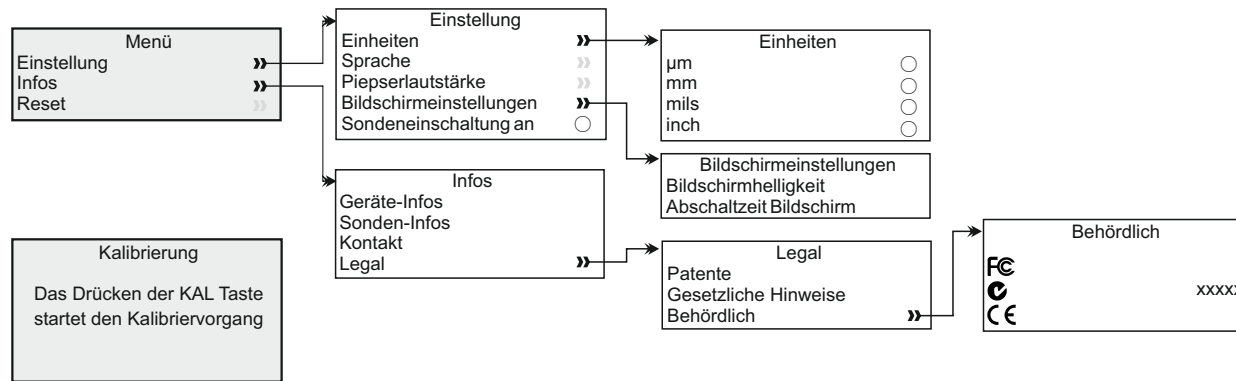 Menü
Einstellung
Infos
Reset
Einstellung
Einheiten
Sprache
Piepserlautstärke
Bildschirmeinstellungen
Sondeneinschaltung an
Einheiten
µm
mm
mils
inch
Bildschirmeinstellungen
Bildschirmhelligkeit
Abschaltzeit Bildschirm
Infos
Geräte-Infos
Sonden-Infos
Kontakt
Legal
Legal
Patente
Gesetzliche Hinweise
Behördlich
Behördlich
FC
xxxxx
CE
Kalibrierung
Das Drücken der KAL Taste
startet den Kalibriervorgang